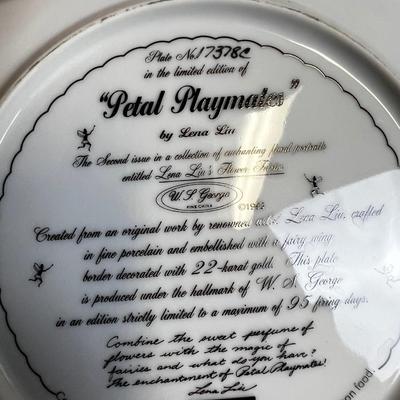 Plate No. 17378C
in the limited edition of
"Petal Playmates"
by Lena Liu
The Second issue in a collection of enchanting floral portraits
entitled Lena Liu's Flower Fairies
W. S. George
FINE CHINA
Created from an original work by renowned artist Lena Liu, crafted
in fine porcelain and embellished with a fairy wing
border decorated with 22-karat gold. This plate
is produced under the hallmark of W. S. George
in an edition strictly limited to a maximum of 95 firing days.
Combine the sweet perfume of
flowers with the magic of
fairies and what do you have?
The enchantment of Petal Playmates!
Lena Liu
food.